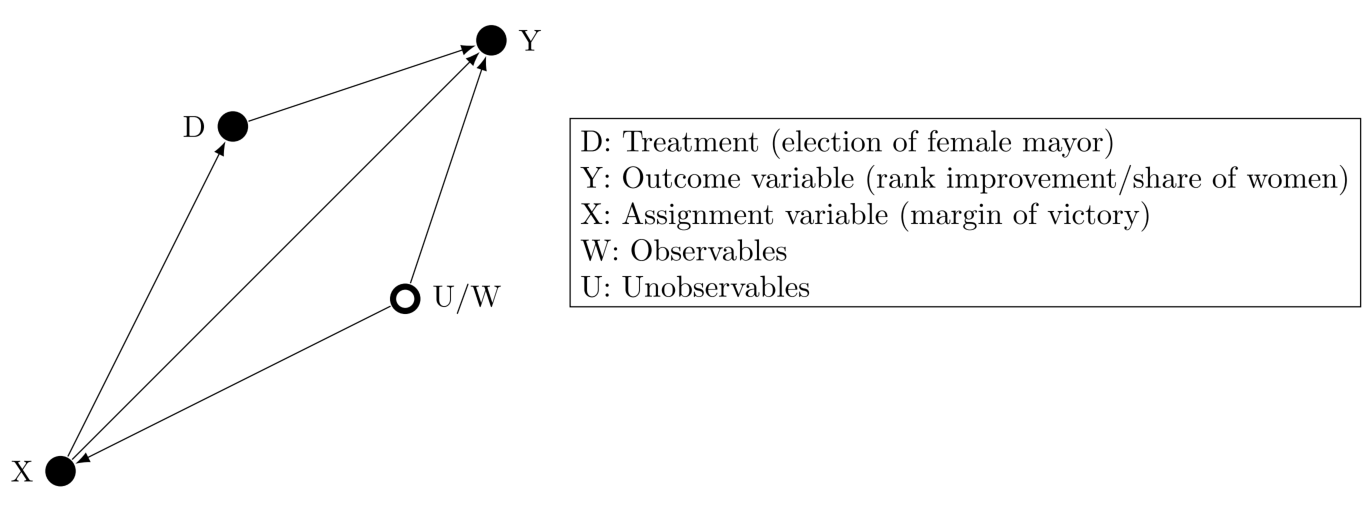 Y
D
D: Treatment (election of female mayor)
Y: Outcome variable (rank improvement/share of women)
X: Assignment variable (margin of victory)
W: Observables
U: Unobservables
U/W
X